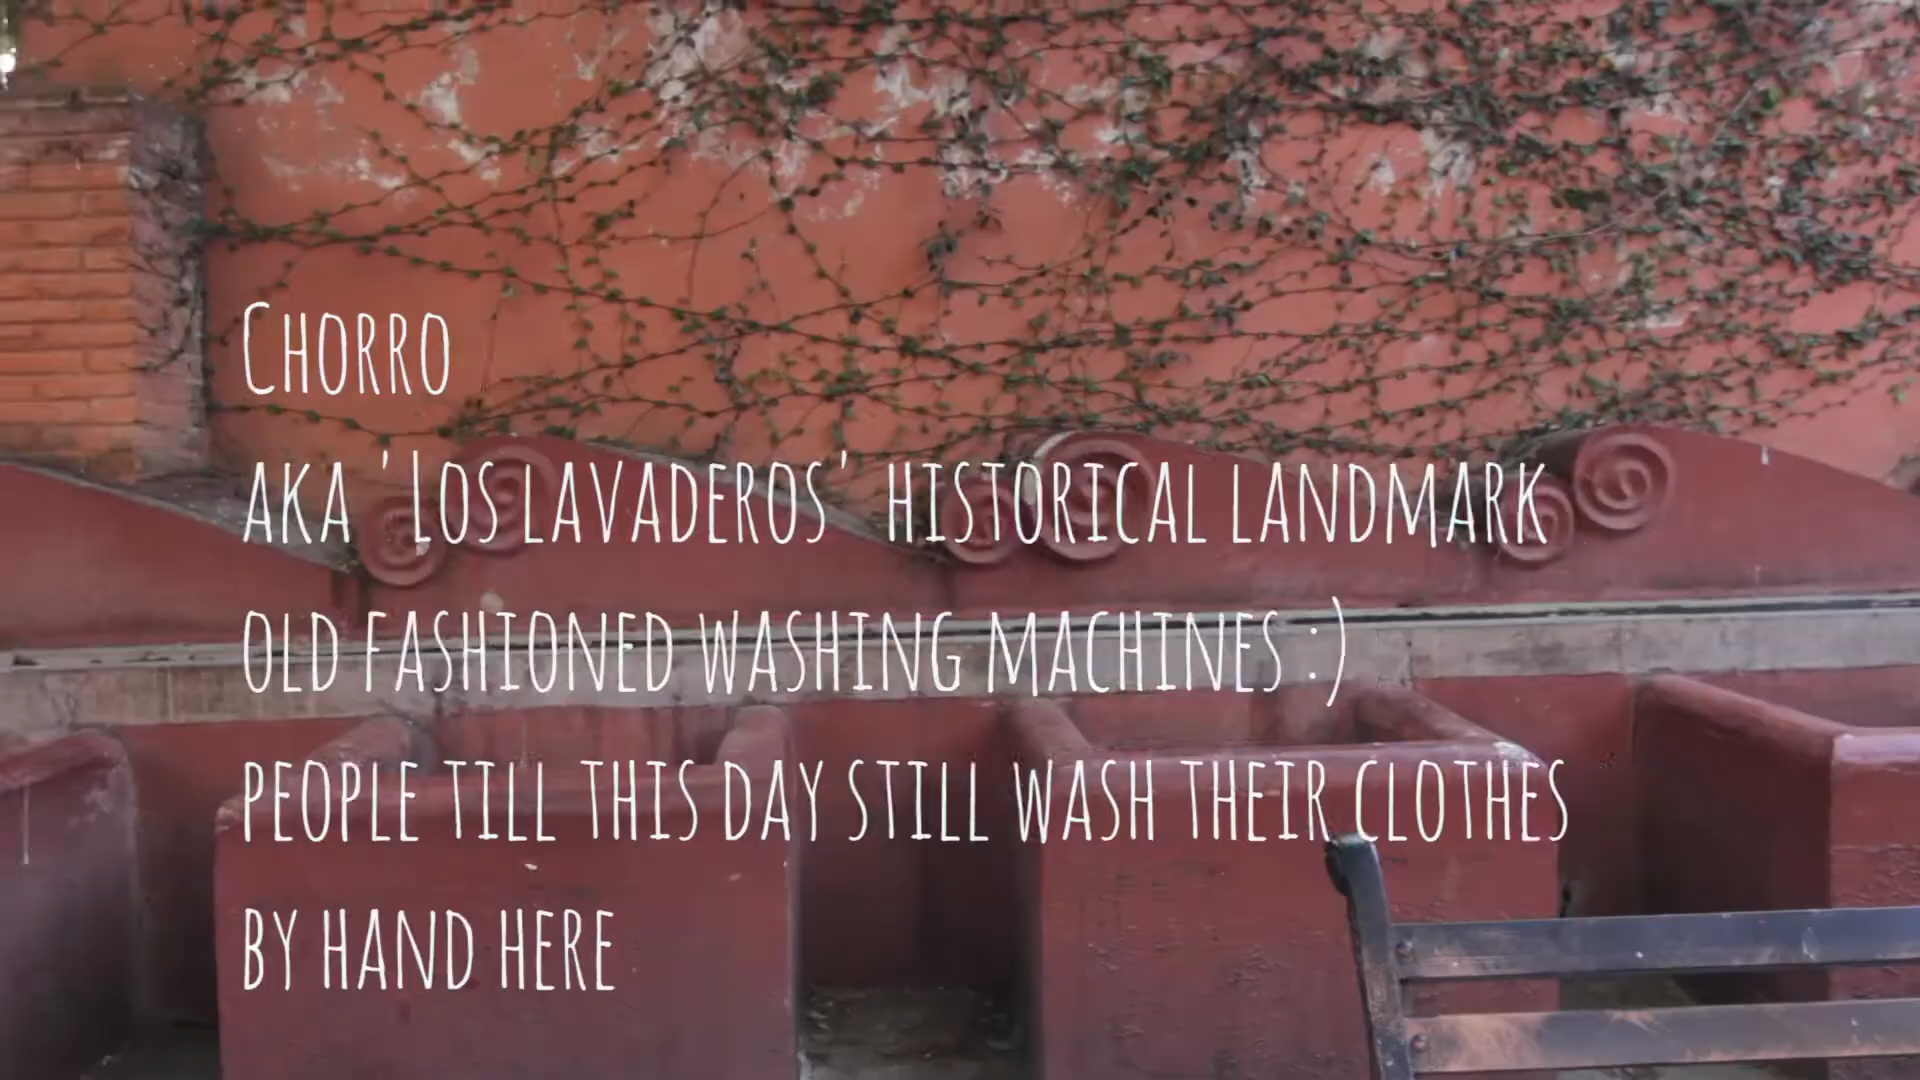 Chorro
aka 'Los lavaderos' historical landmark
old fashioned washing machines :)
people till this day still wash their clothes
by hand here